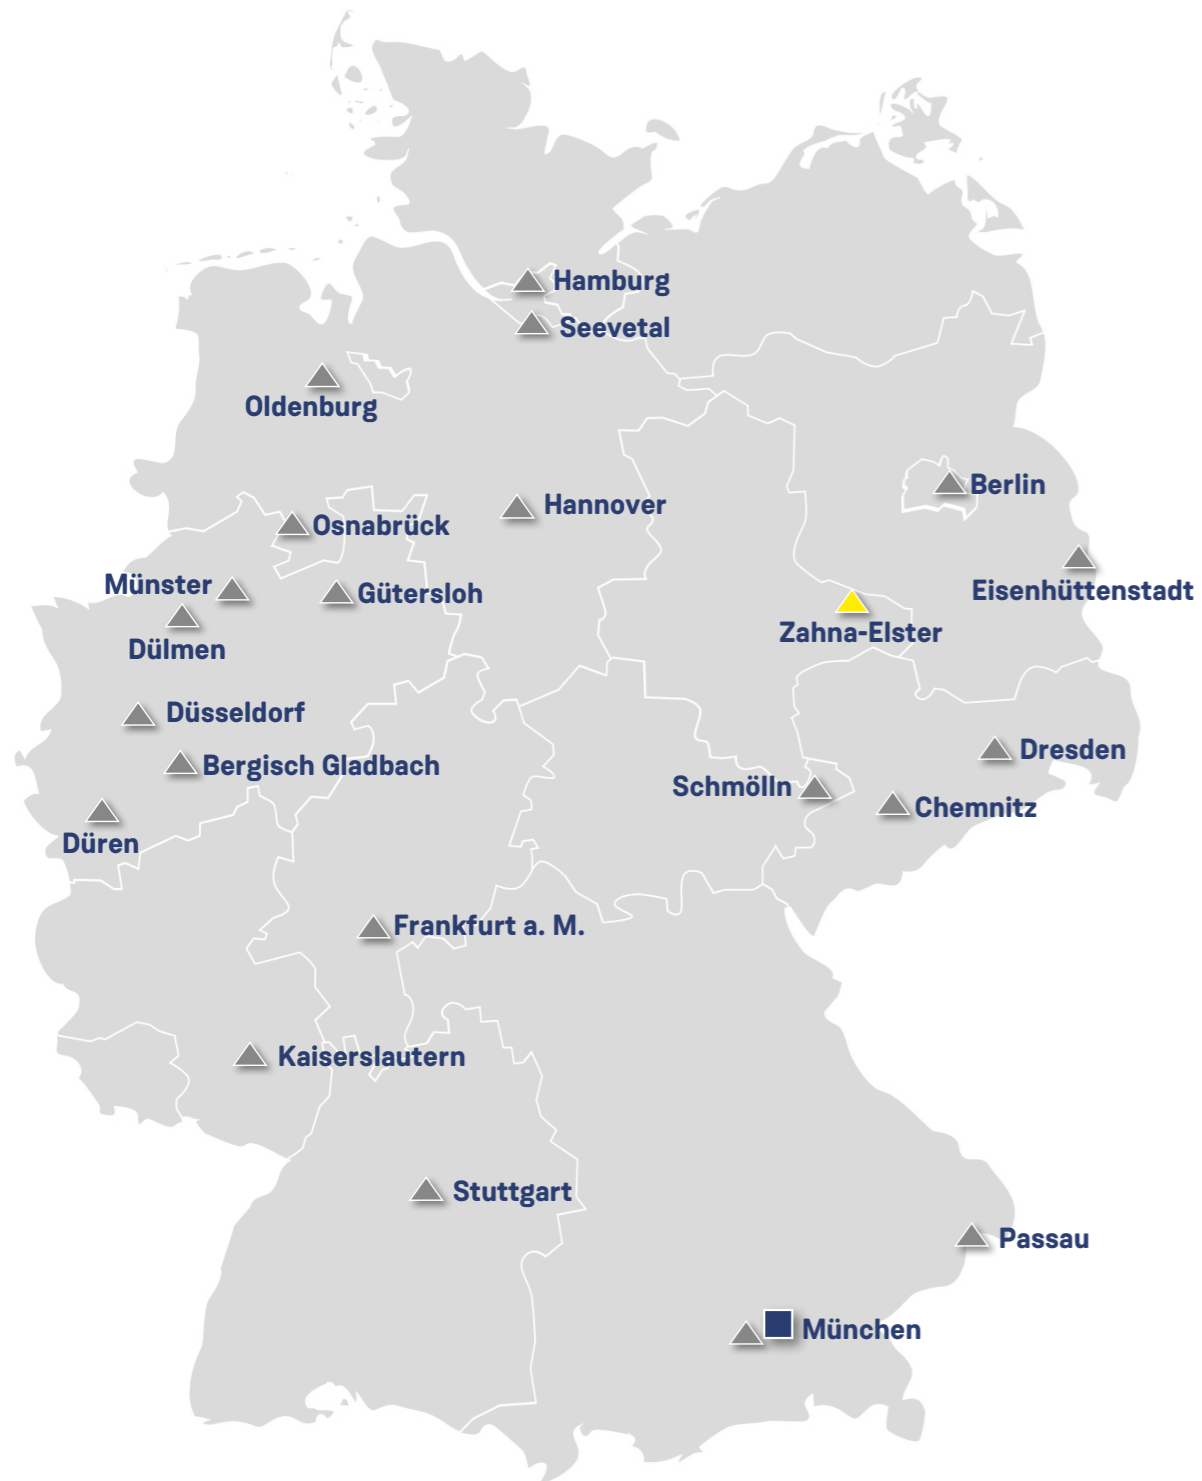 Hamburg
Seevetal
Oldenburg
Berlin
Hannover
Osnabrück
Münster
Gütersloh
Eisenhüttenstadt
Zahna-Elster
Dülmen
Düsseldorf
Dresden
Bergisch Gladbach
Schmölln
Chemnitz
Düren
Frankfurt a. M.
Kaiserslautern
Stuttgart
Passau
München